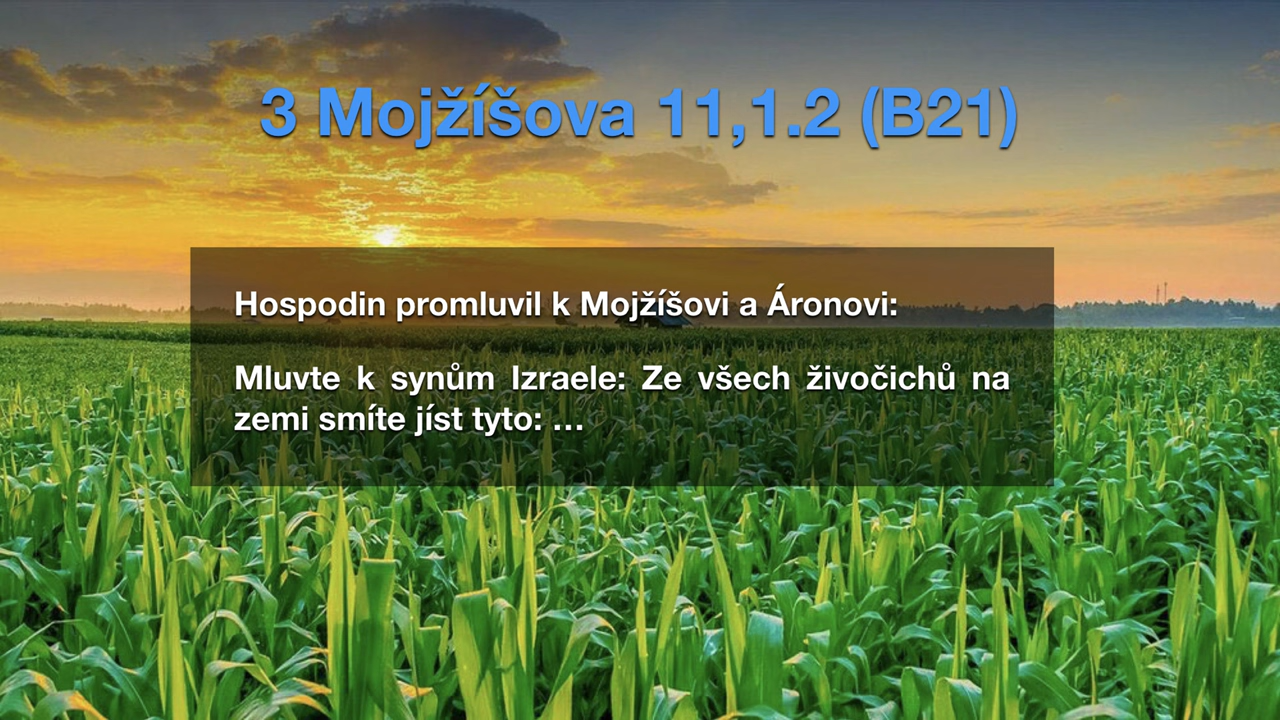 3 Mojžíšova 11,1.2 (B21)
Hospodin promluvil k Mojžíšovi a Áronovi:
Mluvte k synům Izraele: Ze všech živočichů na
zemi smíte jíst tyto: …